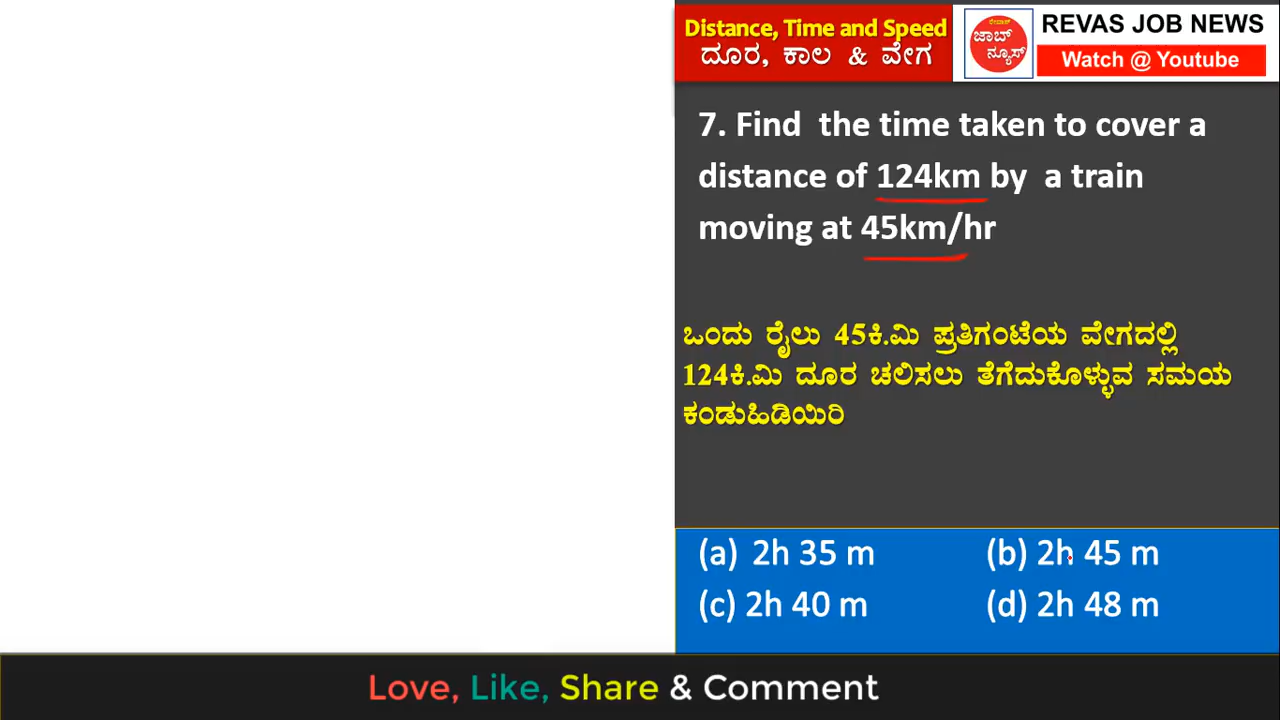 Distance, Time and Speed
ದೂರ, ಕಾಲ & ವೇಗ
ರೇವಾಸ್
ಜಾಬ್
ನ್ಯೂಸ್
REVAS JOB NEWS
Watch @ Youtube
7. Find the time taken to cover a
distance of 124km by a train
moving at 45km/hr
ಒಂದು ರೈಲು 45ಕಿ.ಮಿ ಪ್ರತಿಗಂಟೆಯ ವೇಗದಲ್ಲಿ
124ಕಿ.ಮಿ ದೂರ ಚಲಿಸಲು ತೆಗೆದುಕೊಳ್ಳುವ ಸಮಯ
ಕಂಡುಹಿಡಿಯಿರಿ
(a) 2h 35 m (b) 2h 45 m
(c) 2h 40 m (d) 2h 48 m
Love, Like, Share & Comment